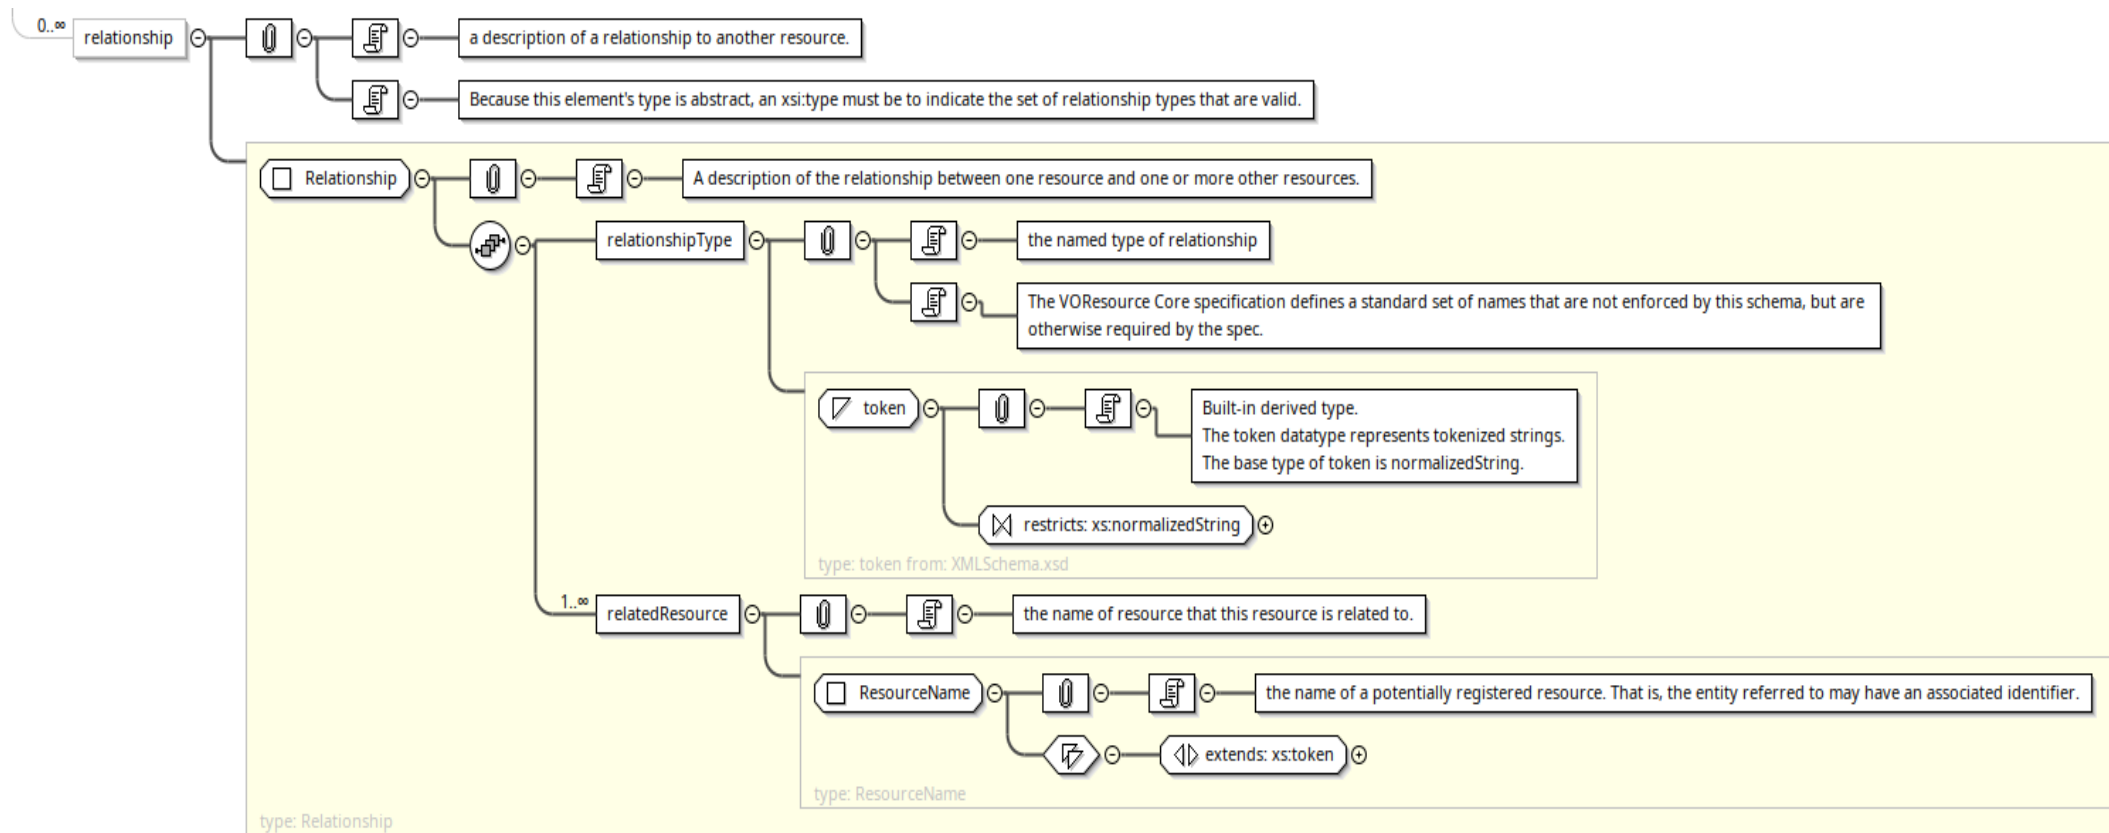 0..∞
relationship
a description of a relationship to another resource.
Because this element's type is abstract, an xsi:type must be to indicate the set of relationship types that are valid.
Relationship
A description of the relationship between one resource and one or more other resources.
relationshipType
the named type of relationship
The VOResource Core specification defines a standard set of names that are not enforced by this schema, but are
otherwise required by the spec.
token
Built-in derived type.
The token datatype represents tokenized strings.
The base type of token is normalizedString.
restricts: xs:normalizedString
type: token from: XMLSchema.xsd
1..∞
relatedResource
the name of resource that this resource is related to.
ResourceName
the name of a potentially registered resource. That is, the entity referred to may have an associated identifier.
extends: xs:token
type: ResourceName
type: Relationship